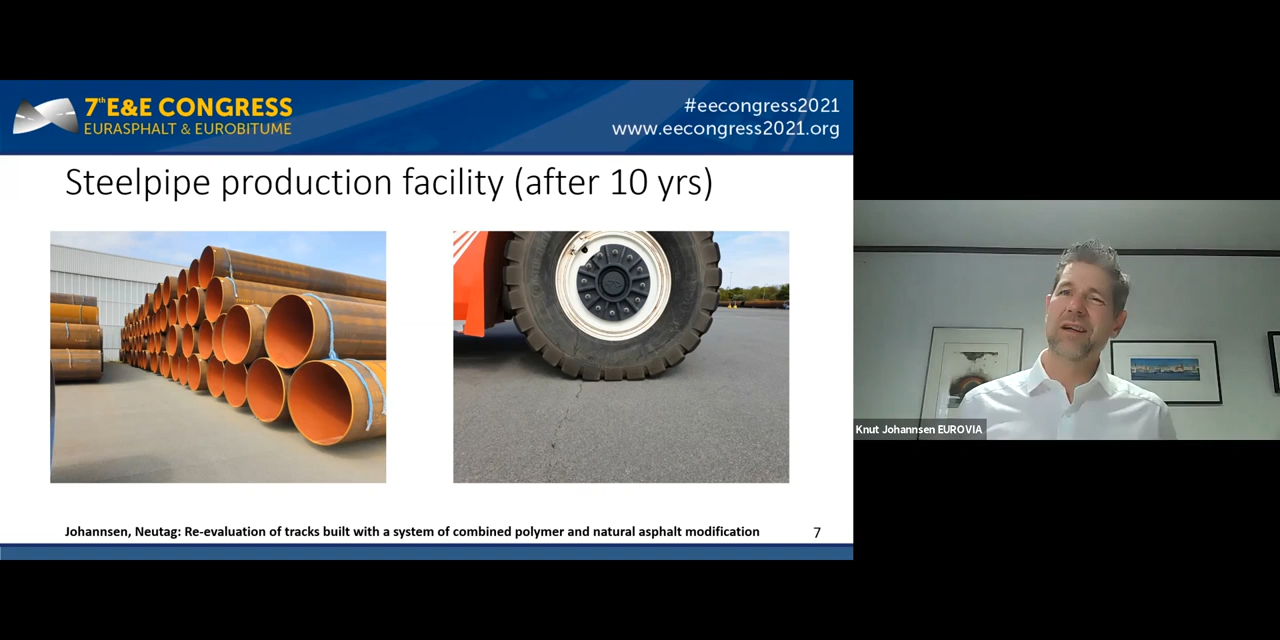 7th E&E CONGRESS
EURASPHALT & EUROBITUME
#eecongress2021
www.eecongress2021.org
Steelpipe production facility (after 10 yrs)
Knut Johannsen EUROVIA
Johannsen, Neutag: Re-evaluation of tracks built with a system of combined polymer and natural asphalt modification
7